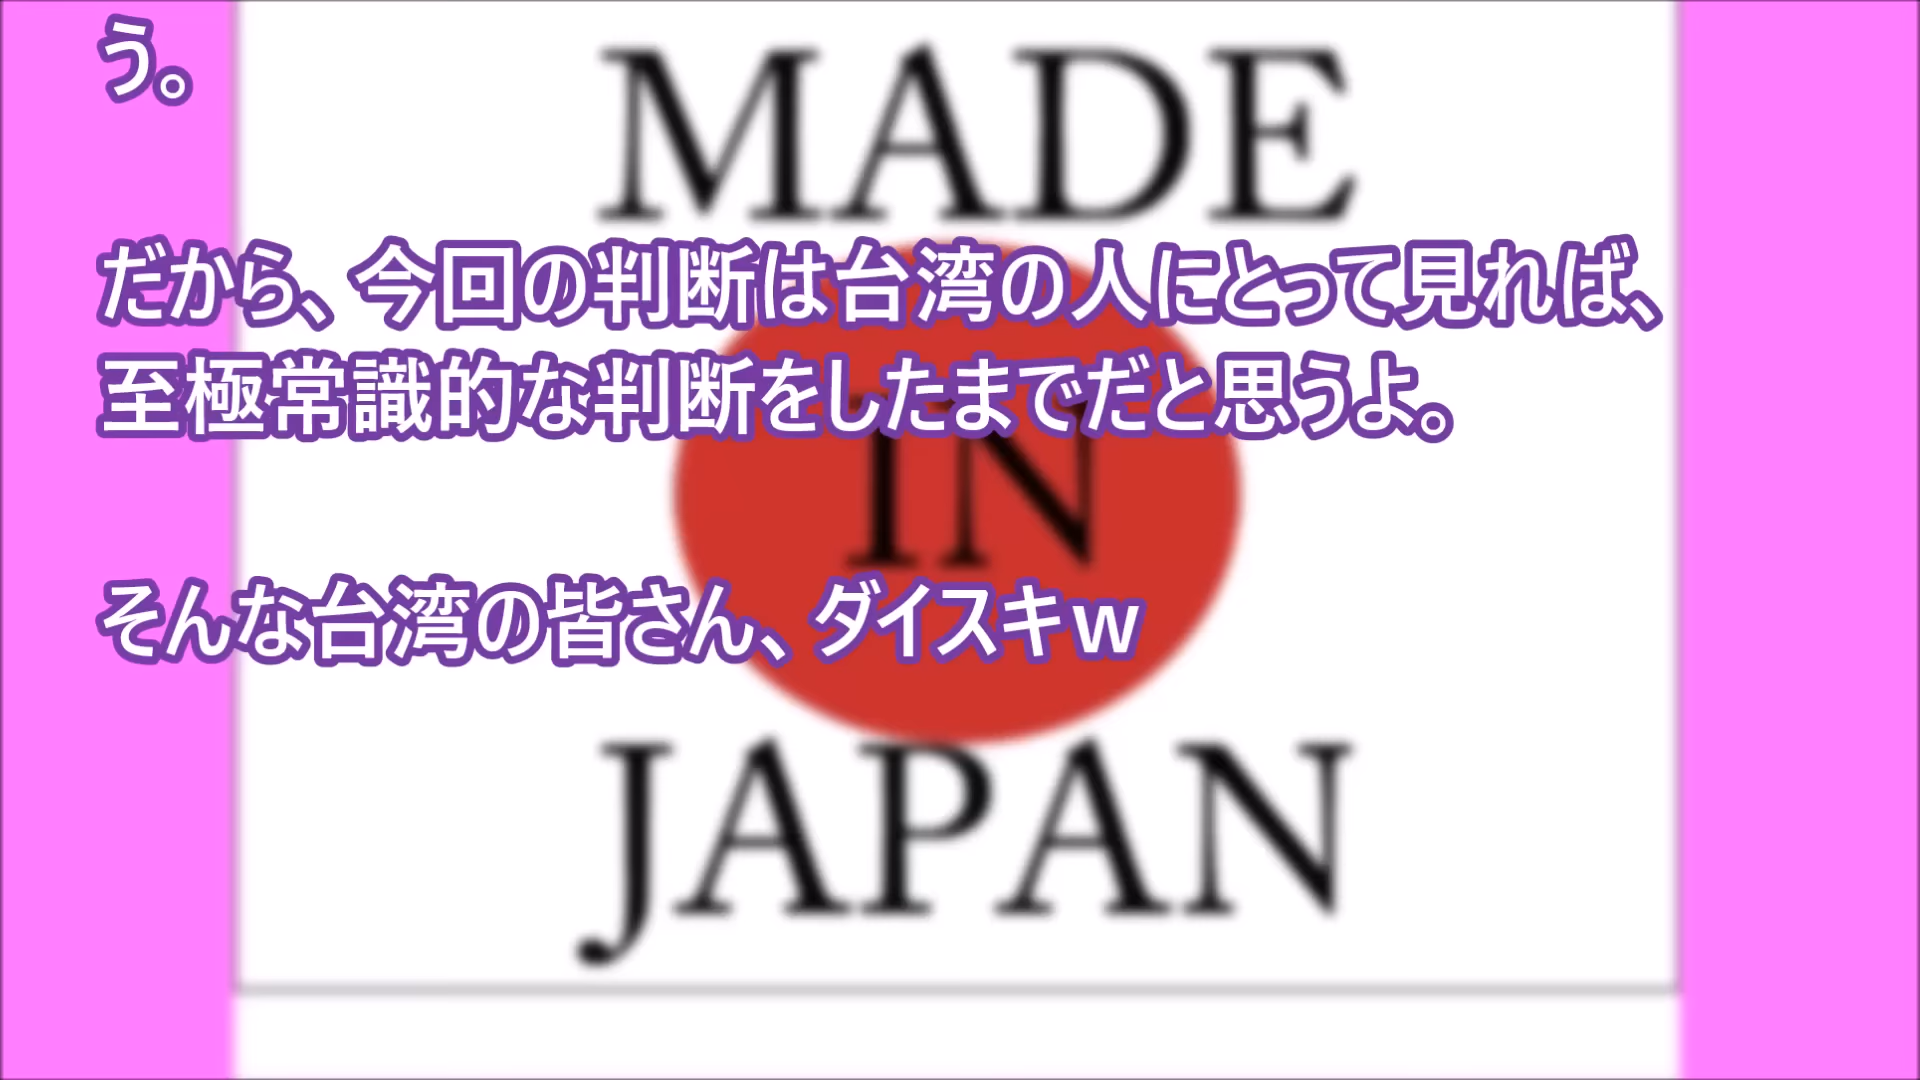 う。
だから、今回の判断は台湾の人にとって見れば、
至極常識的な判断をしたまでだと思うよ。
そんな台湾の皆さん、ダイスキw
MADE
IN
JAPAN